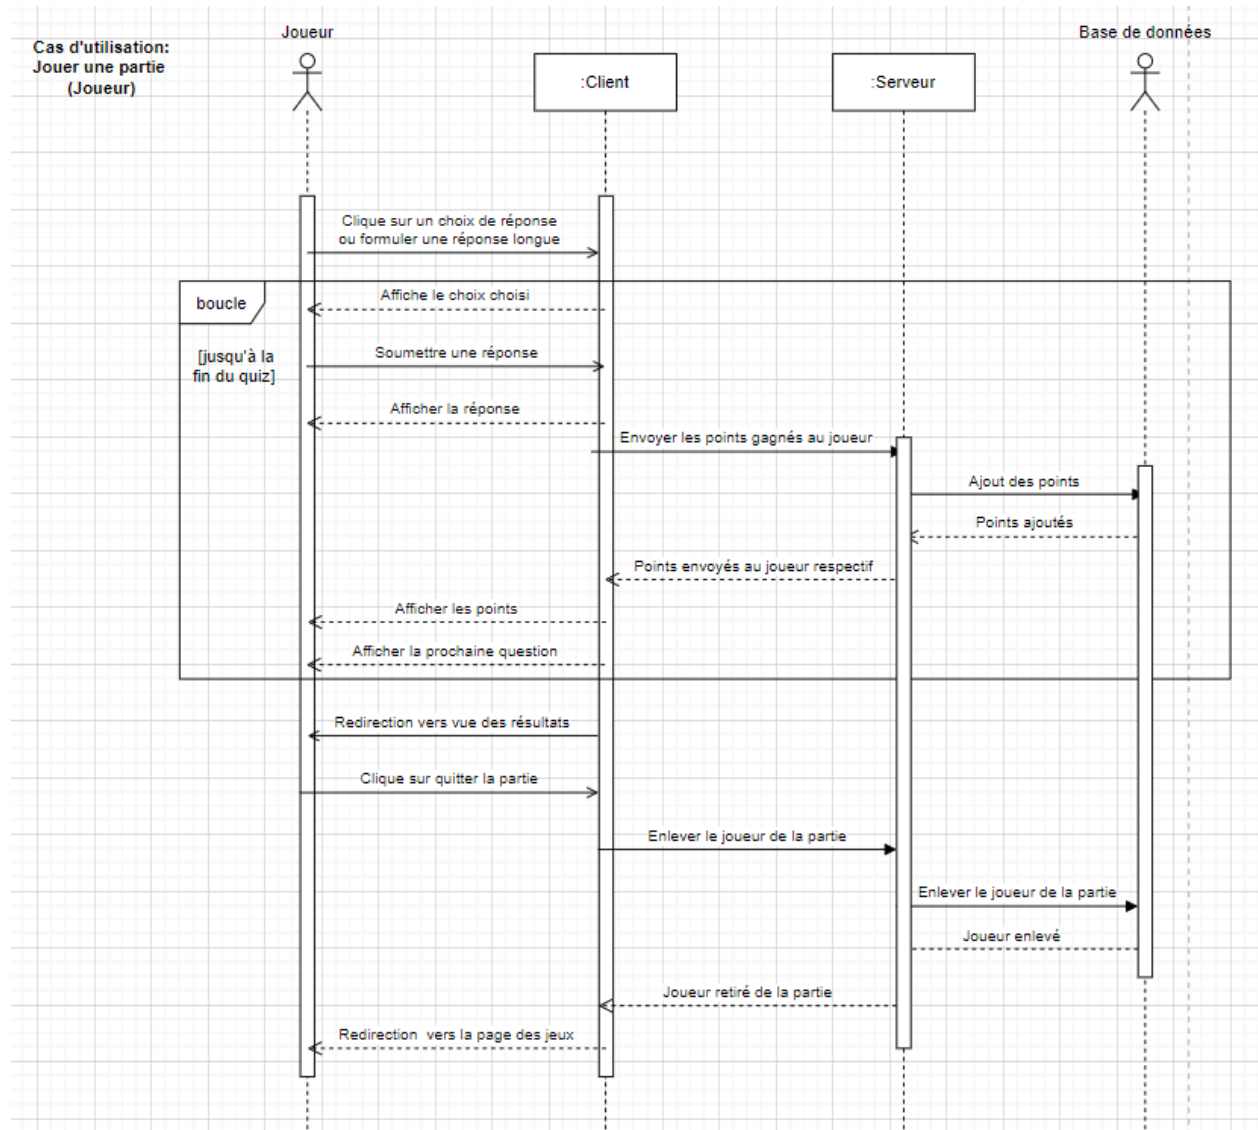 Joueur
Base de données
Cas d'utilisation:
Jouer une partie
(Joueur)
:Client
:Serveur
Clique sur un choix de réponse
ou formuler une réponse longue
boucle
Affiche le choix choisi
[jusqu'à la
fin du quiz]
Soumettre une réponse
Afficher la réponse
Envoyer les points gagnés au joueur
Ajout des points
Points ajoutés
Points envoyés au joueur respectif
Afficher les points
Afficher la prochaine question
Redirection vers vue des résultats
Clique sur quitter la partie
Enlever le joueur de la partie
Enlever le joueur de la partie
Joueur enlevé
Joueur retiré de la partie
Redirection vers la page des jeux